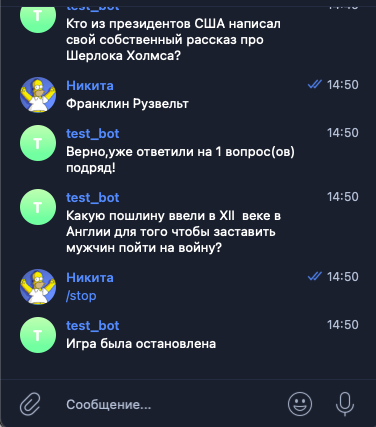 test_bot 14:49
Кто из президентов США написал
свой собственный рассказ про
Шерлока Холмса?
Никита 14:50
Франклин Рузвельт
T test_bot 14:50
Верно,уже ответили на 1 вопрос(ов)
подряд!
T test_bot 14:50
Какую пошлину ввели в XII веке в
Англии для того чтобы заставить
мужчин пойти на войну?
Никита 14:50
/stop
T test_bot 14:50
Игра была остановлена
Сообщение...